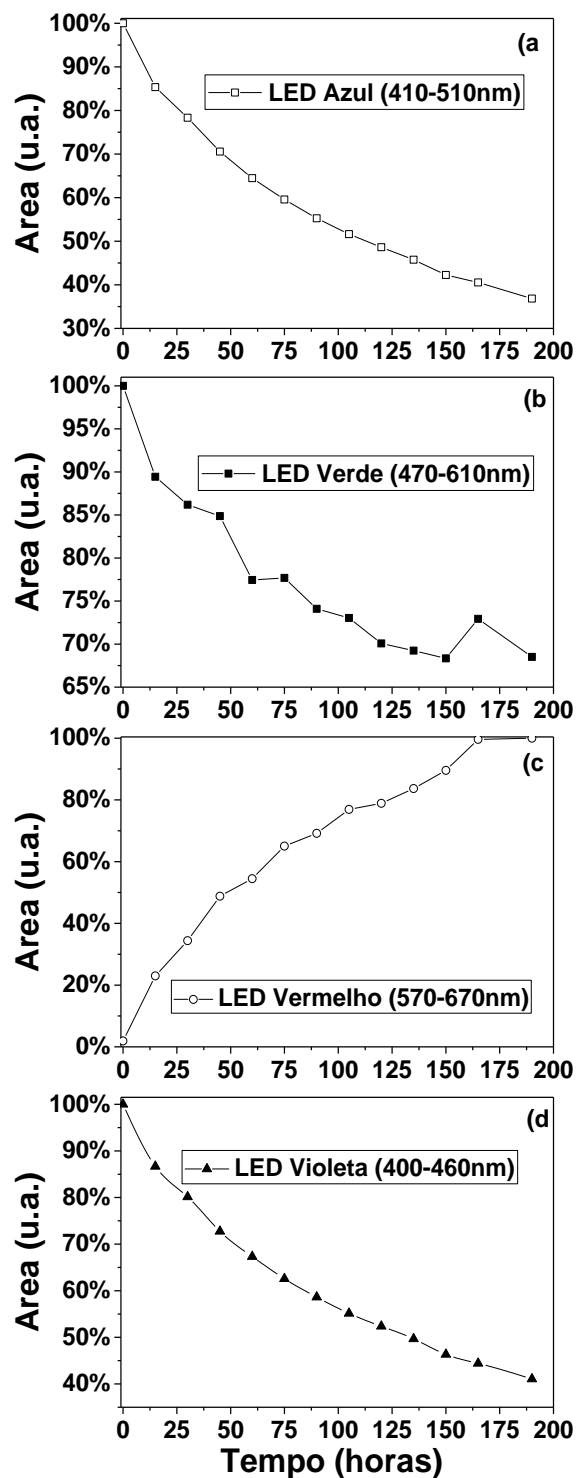 (a
LED Azul (410-510nm)
100%
90%
80%
70%
60%
50%
40%
30%
Area (u.a.)
0 25 50 75 100 125 150 175 200
(b
LED Verde (470-610nm)
100%
95%
90%
85%
80%
75%
70%
65%
Area (u.a.)
0 25 50 75 100 125 150 175 200
(c
100%
80%
60%
40%
20%
0%
Area (u.a.)
LED Vermelho (570-670nm)
0 25 50 75 100 125 150 175 200
(d
LED Violeta (400-460nm)
100%
90%
80%
70%
60%
50%
40%
Area (u.a.)
0 25 50 75 100 125 150 175 200
Tempo (horas)